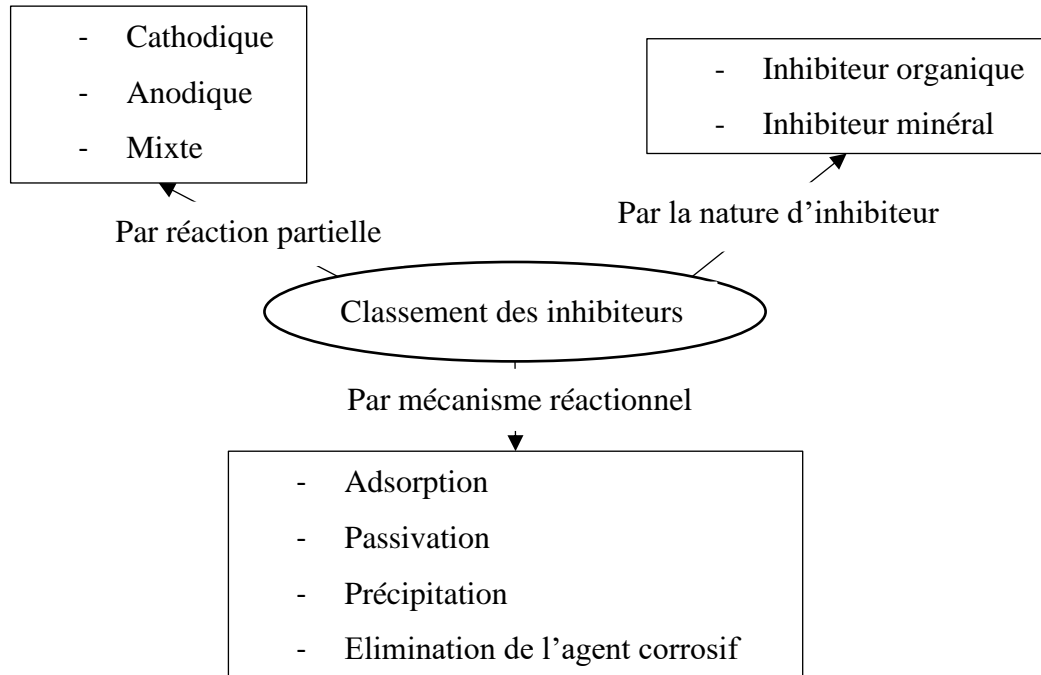 - Cathodique
- Anodique
- Mixte
- Inhibiteur organique
- Inhibiteur minéral
Par réaction partielle
Par la nature d’inhibiteur
Classement des inhibiteurs
Par mécanisme réactionnel
- Adsorption
- Passivation
- Précipitation
- Elimination de l’agent corrosif